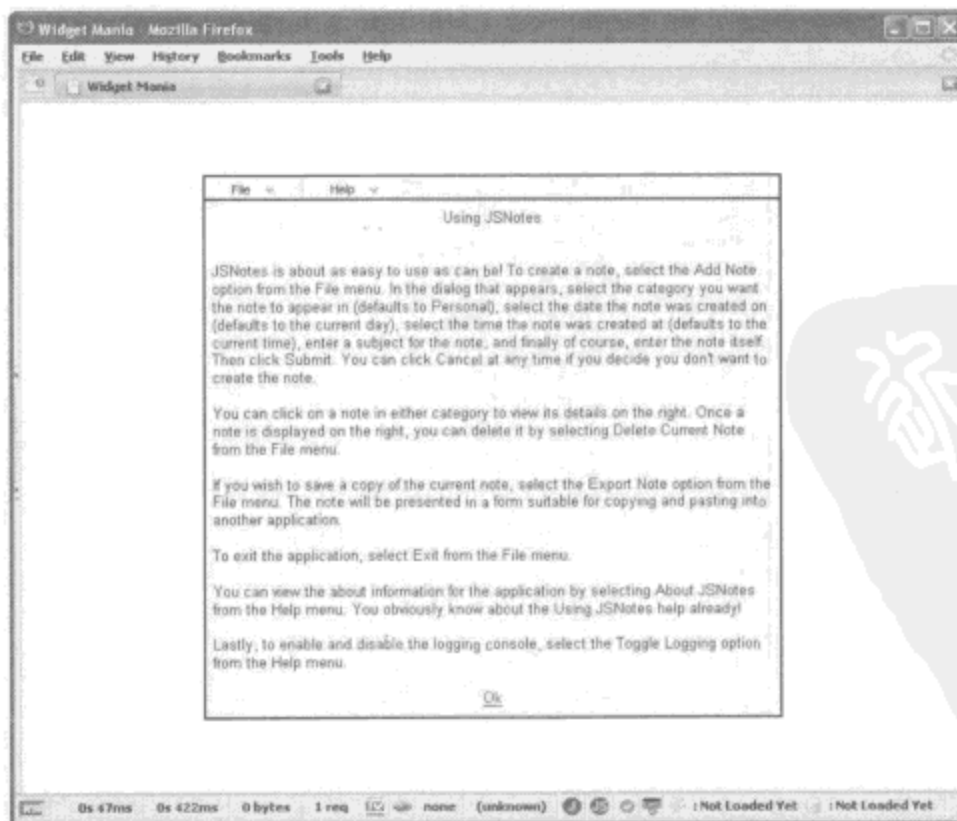 Widget Mania - Mozilla Firefox
File Edit View History Bookmarks Tools Help
Widget Mania
File Help
Using JSNotes
JSNotes is about as easy to use as can be! To create a note, select the Add Note
option from the File menu. In the dialog that appears, select the category you want
the note to appear in (defaults to Personal), select the date the note was created on
(defaults to the current day), select the time the note was created at (defaults to the
current time), enter a subject for the note, and finally of course, enter the note itself.
Then click Submit. You can click Cancel at any time if you decide you don't want to
create the note.
You can click on a note in either category to view its details on the right. Once a
note is displayed on the right, you can delete it by selecting Delete Current Note
from the File menu.
If you wish to save a copy of the current note, select the Export Note option from the
File menu. The note will be presented in a form suitable for copying and pasting into
another application.
To exit the application, select Exit from the File menu.
You can view the about information for the application by selecting About JSNotes
from the Help menu. You obviously know about the Using JSNotes help already!
Lastly, to enable and disable the logging console, select the Toggle Logging option
from the Help menu.
Ok
0s 47ms 0s 422ms 0 bytes 1 req none (unknown) : Not Loaded Yet : Not Loaded Yet